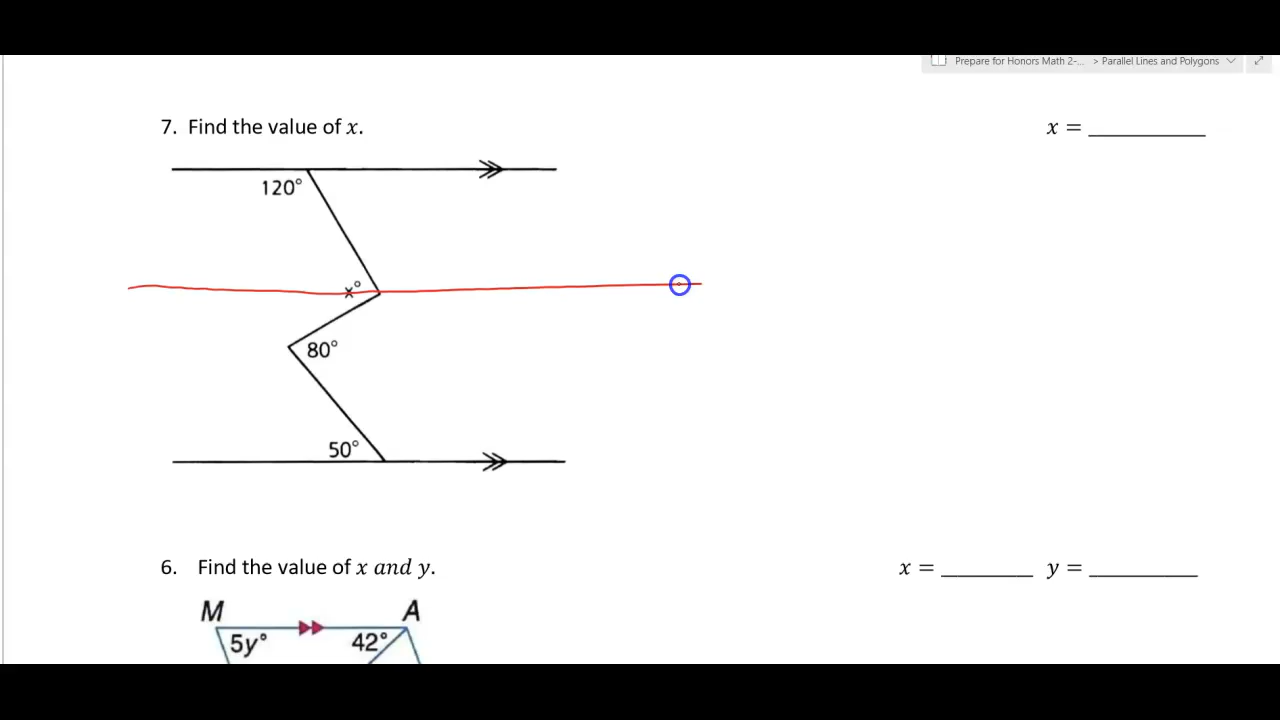 Prepare for Honors Math 2-... > Parallel Lines and Polygons
7. Find the value of x.
x = __________
120°
x°
80°
50°
6. Find the value of x and y.
x = ________ y = _________
M
A
5y°
42°